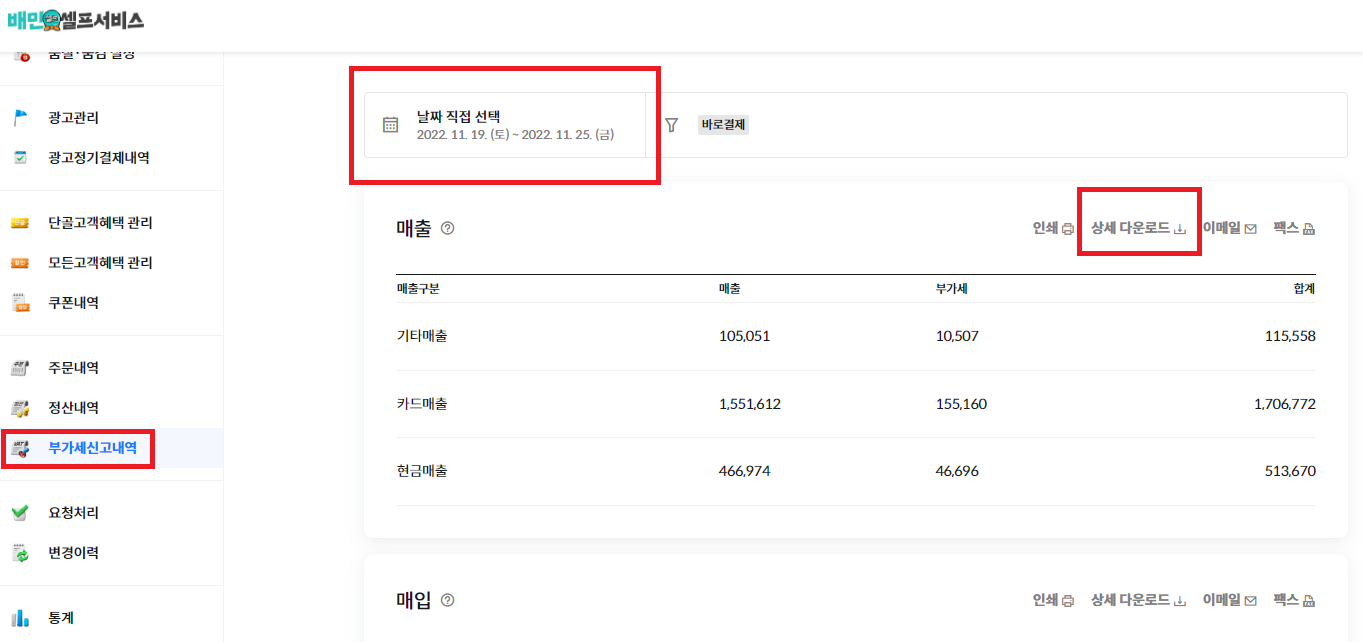 배민셀프서비스
품절·품검 설정
광고관리
광고정기결제내역
단골고객혜택 관리
모든고객혜택 관리
쿠폰내역
주문내역
정산내역
부가세신고내역
요청처리
변경이력
통계
날짜 직접 선택
2022. 11. 19. (토) ~ 2022. 11. 25. (금)
바로결제
매출
인쇄 상세 다운로드 이메일 팩스
매출구분 매출 부가세 합계
기타매출 105,051 10,507 115,558
카드매출 1,551,612 155,160 1,706,772
현금매출 466,974 46,696 513,670
매입
인쇄 상세 다운로드 이메일 팩스